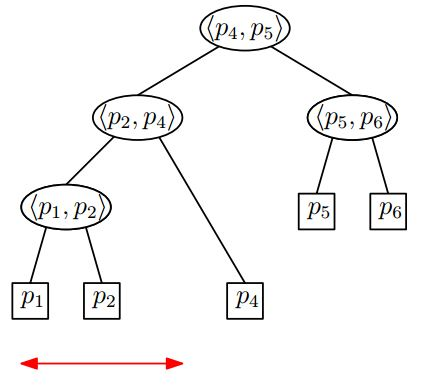 ⟨p₄, p₅⟩
⟨p₂, p₄⟩ ⟨p₅, p₆⟩
⟨p₁, p₂⟩ p₅ p₆
p₁ p₂ p₄